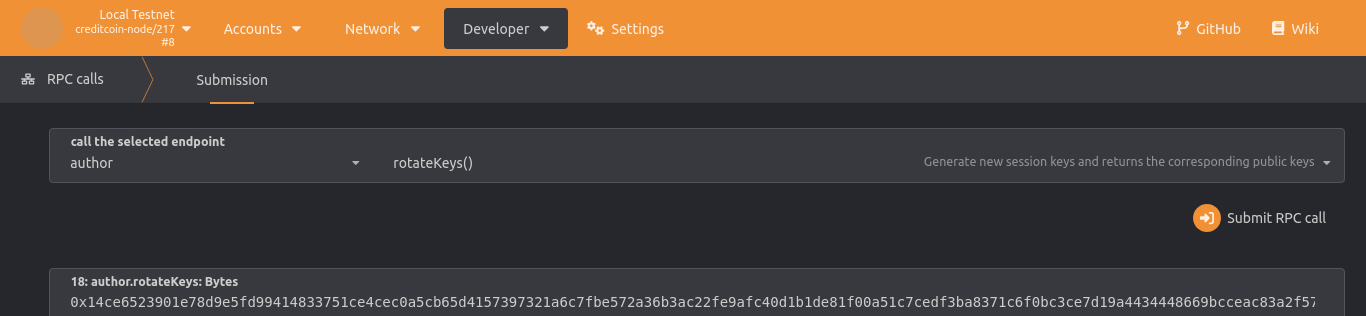 Local Testnet
creditcoin-node/217
#8
Accounts
Network
Developer
Settings
GitHub
Wiki
RPC calls
Submission
call the selected endpoint
author
rotateKeys()
Generate new session keys and returns the corresponding public keys
Submit RPC call
18: author.rotateKeys: Bytes
0x14ce6523901e78d9e5fd99414833751ce4cec0a5cb65d4157397321a6c7fbe572a36b3ac22fe9afc40d1b1de81f00a51c7cedf3ba8371c6f0bc3ce7d19a4434448669bcceac83a2f57